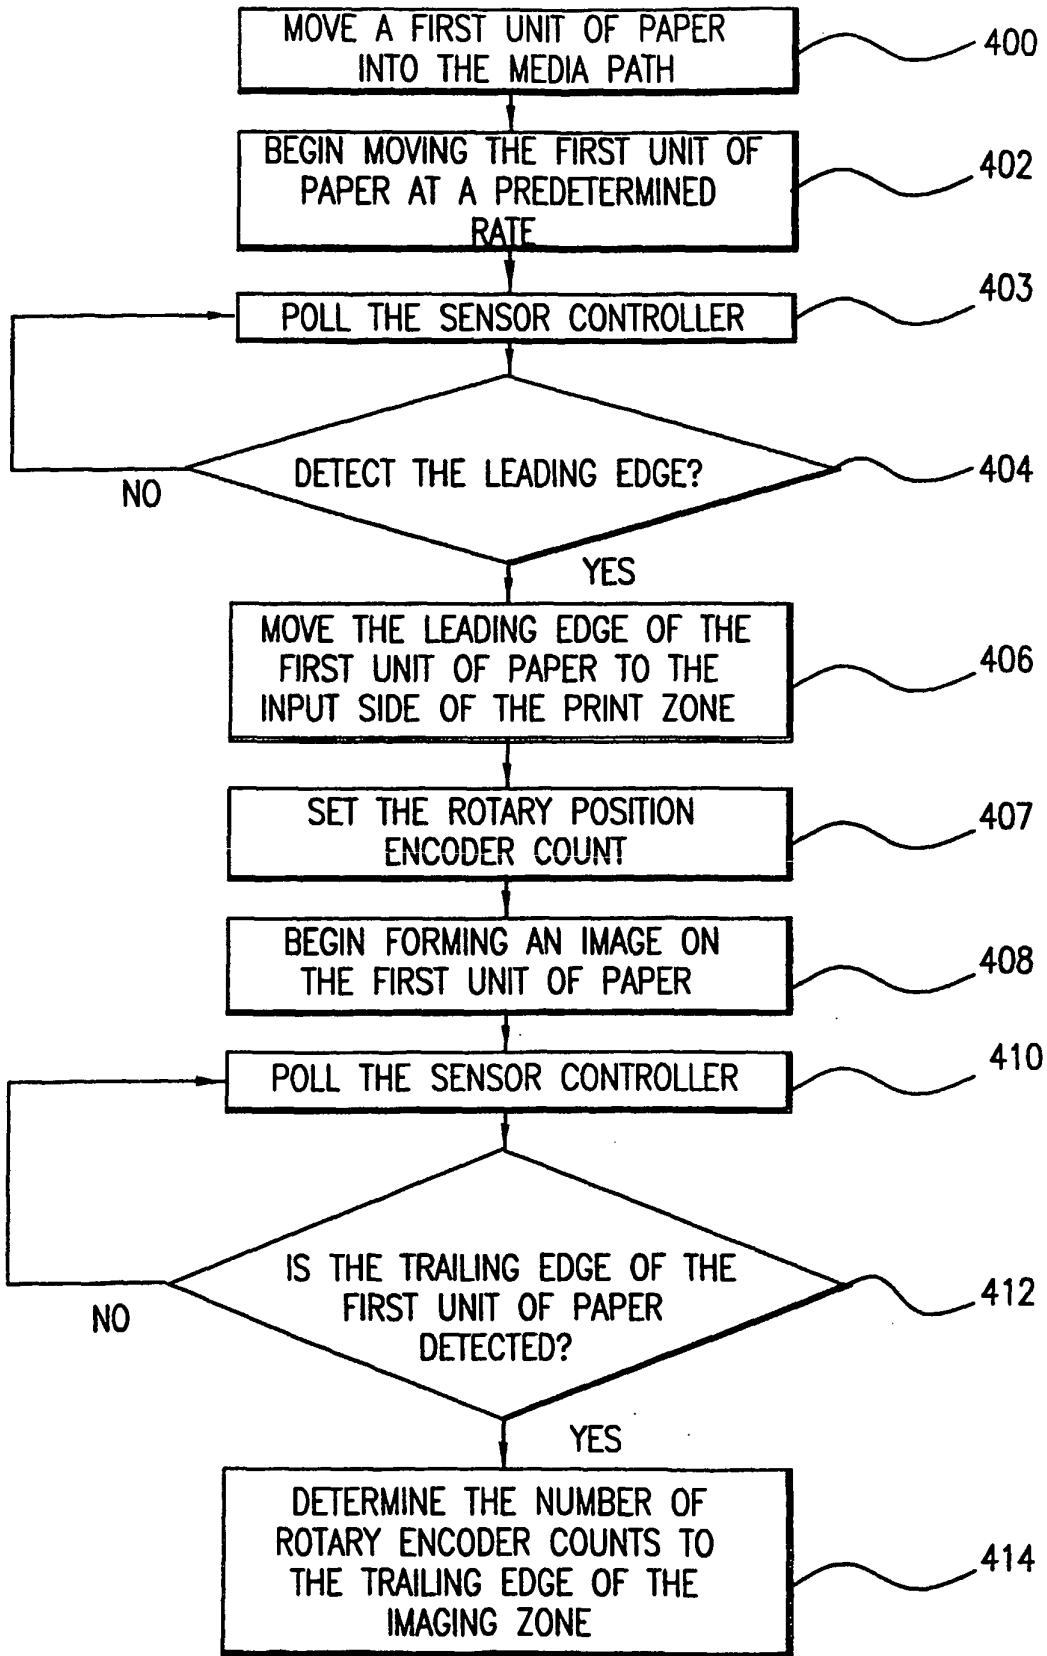 MOVE A FIRST UNIT OF PAPER
INTO THE MEDIA PATH
400
BEGIN MOVING THE FIRST UNIT OF
PAPER AT A PREDETERMINED
RATE
402
POLL THE SENSOR CONTROLLER
403
DETECT THE LEADING EDGE?
404
NO
YES
MOVE THE LEADING EDGE OF THE
FIRST UNIT OF PAPER TO THE
INPUT SIDE OF THE PRINT ZONE
406
SET THE ROTARY POSITION
ENCODER COUNT
407
BEGIN FORMING AN IMAGE ON
THE FIRST UNIT OF PAPER
408
POLL THE SENSOR CONTROLLER
410
IS THE TRAILING EDGE OF THE
FIRST UNIT OF PAPER
DETECTED?
412
NO
YES
DETERMINE THE NUMBER OF
ROTARY ENCODER COUNTS TO
THE TRAILING EDGE OF THE
IMAGING ZONE
414